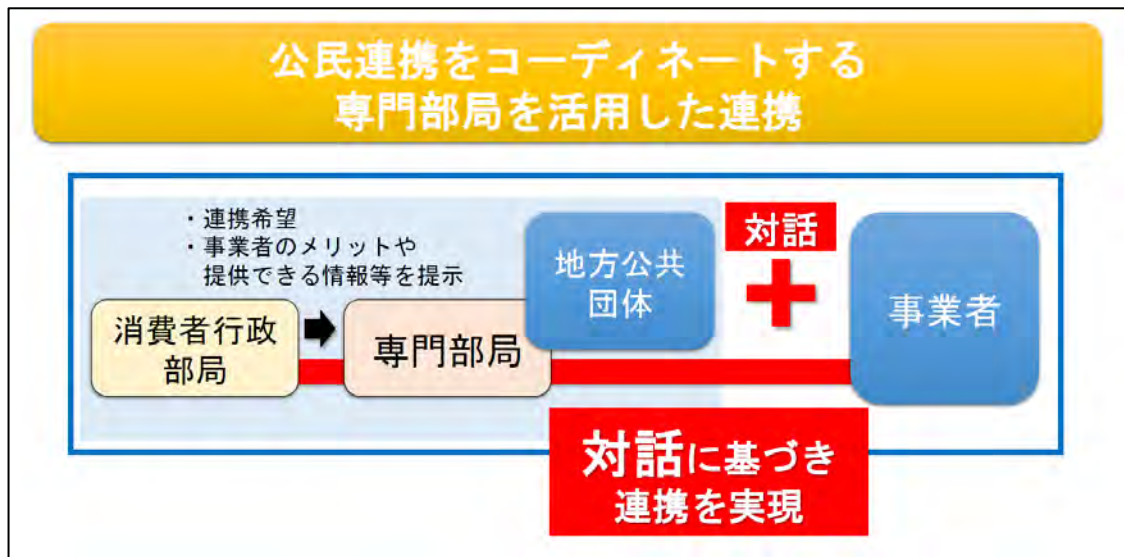 公民連携をコーディネートする
専門部局を活用した連携
・連携希望
・事業者のメリットや
提供できる情報等を提示
消費者行政
部局
専門部局
地方公共
団体
対話
事業者
対話に基づき
連携を実現